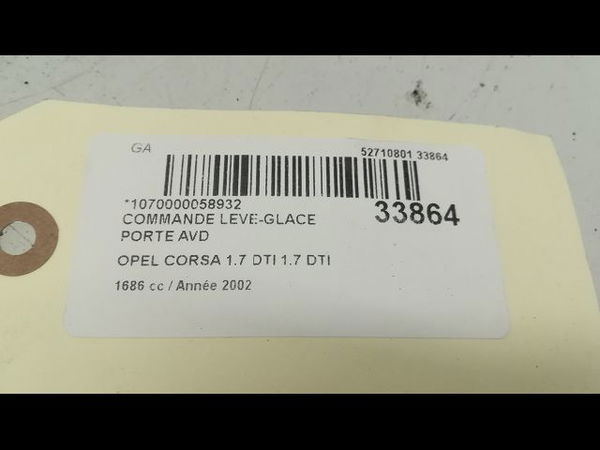 GA
52710801 33864
*1070000058932
COMMANDE LEVE-GLACE
33864
PORTE AVD
OPEL CORSA 1.7 DTI 1.7 DTI
1686 cc / Année 2002